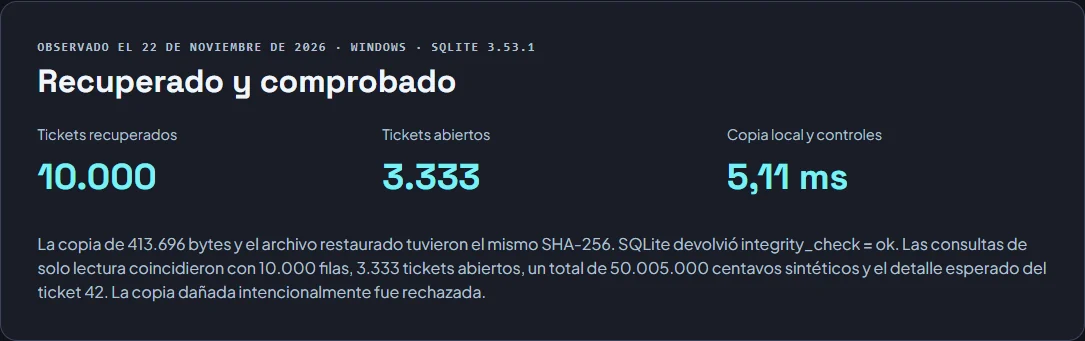 OBSERVADO EL 22 DE NOVIEMBRE DE 2026 · WINDOWS · SQLITE 3.53.1
Recuperado y comprobado
Tickets recuperados
10.000
Tickets abiertos
3.333
Copia local y controles
5,11 ms
La copia de 413.696 bytes y el archivo restaurado tuvieron el mismo SHA-256. SQLite devolvió integrity_check = ok. Las consultas de
solo lectura coincidieron con 10.000 filas, 3.333 tickets abiertos, un total de 50.005.000 centavos sintéticos y el detalle esperado del
ticket 42. La copia dañada intencionalmente fue rechazada.